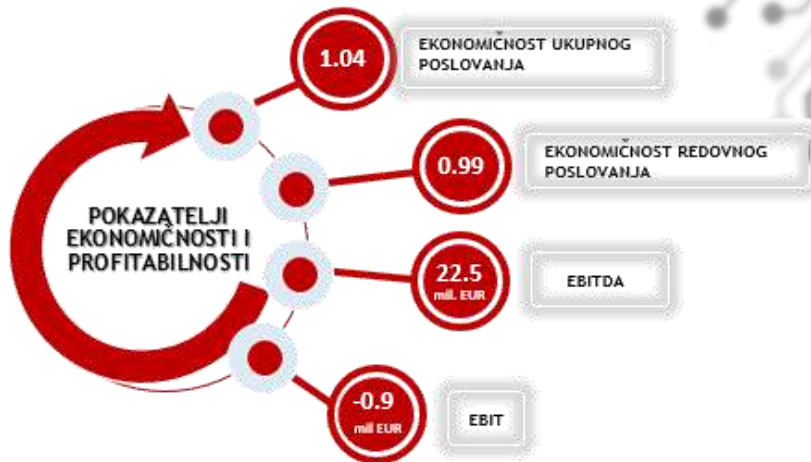 1.04
EKONOMIČNOST UKUPNOG
POSLOVANJA
0.99
EKONOMIČNOST REDOVNOG
POSLOVANJA
POKAZATELJI
EKONOMIČNOSTI I
PROFITABILNOSTI
22.5
mil. EUR
EBITDA
-0.9
mil EUR
EBIT